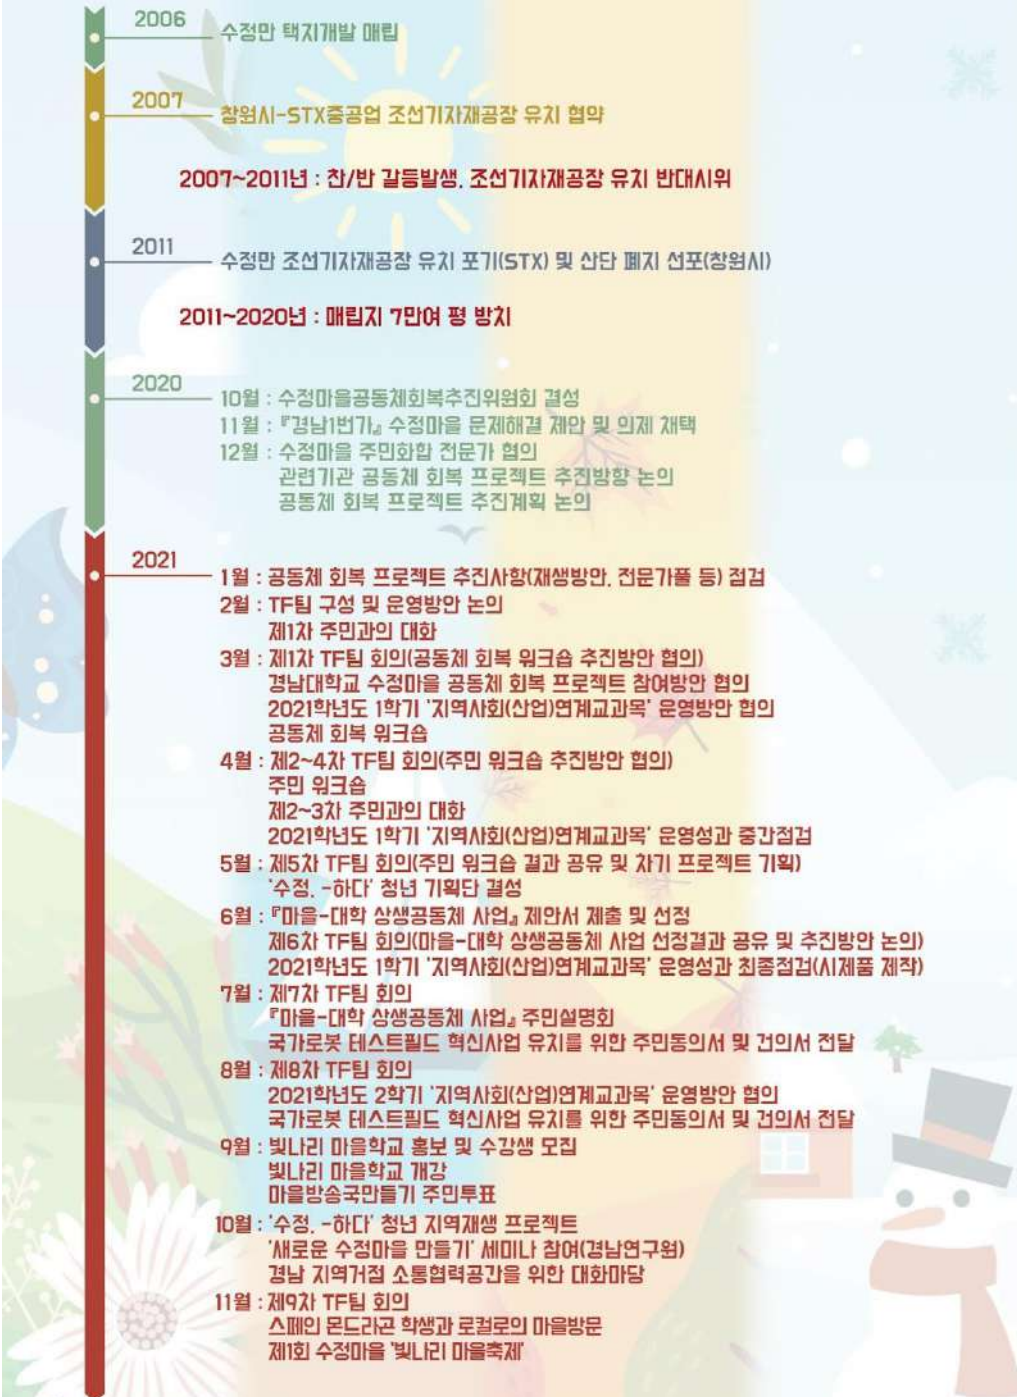 2006
수정만 택지개발 매립
2007
창원시-STX중공업 조선기자재공장 유치 협약
2007~2011년 : 찬/반 갈등발생, 조선기자재공장 유치 반대시위
2011
수정만 조선기자재공장 유치 포기(STX) 및 산단 폐지 선포(창원시)
2011~2020년 : 매립지 7만여 평 방치
2020
10월 : 수정마을공동체회복추진위원회 결성
11월 : 『경남1번가』 수정마을 문제해결 제안 및 의제 채택
12월 : 수정마을 주민화합 전문가 협의
관련기관 공동체 회복 프로젝트 추진방향 논의
공동체 회복 프로젝트 추진계획 논의
2021
1월 : 공동체 회복 프로젝트 추진사항(재생방안, 전문가풀 등) 점검
2월 : TF팀 구성 및 운영방안 논의
제1차 주민과의 대화
3월 : 제1차 TF팀 회의(공동체 회복 워크숍 추진방안 협의)
경남대학교 수정마을 공동체 회복 프로젝트 참여방안 협의
2021학년도 1학기 '지역사회(산업)연계교과목' 운영방안 협의
공동체 회복 워크숍
4월 : 제2~4차 TF팀 회의(주민 워크숍 추진방안 협의)
주민 워크숍
제2~3차 주민과의 대화
2021학년도 1학기 '지역사회(산업)연계교과목' 운영성과 중간점검
5월 : 제5차 TF팀 회의(주민 워크숍 결과 공유 및 차기 프로젝트 기획)
'수정, -하다' 청년 기획단 결성
6월 : 『마을-대학 상생공동체 사업』 제안서 제출 및 선정
제6차 TF팀 회의(마을-대학 상생공동체 사업 선정결과 공유 및 추진방안 논의)
2021학년도 1학기 '지역사회(산업)연계교과목' 운영성과 최종점검(시제품 제작)
7월 : 제7차 TF팀 회의
『마을-대학 상생공동체 사업』 주민설명회
국가로봇 테스트필드 혁신사업 유치를 위한 주민동의서 및 건의서 전달
8월 : 제8차 TF팀 회의
2021학년도 2학기 '지역사회(산업)연계교과목' 운영방안 협의
국가로봇 테스트필드 혁신사업 유치를 위한 주민동의서 및 건의서 전달
9월 : 빛나리 마을학교 홍보 및 수강생 모집
빛나리 마을학교 개강
마을방송국만들기 주민투표
10월 : '수정, -하다' 청년 지역재생 프로젝트
'새로운 수정마을 만들기' 세미나 참여(경남연구원)
경남 지역거점 소통협력공간을 위한 대화마당
11월 : 제9차 TF팀 회의
스페인 몬드라곤 학생과 로컬로의 마을방문
제1회 수정마을 '빛나리 마을축제'